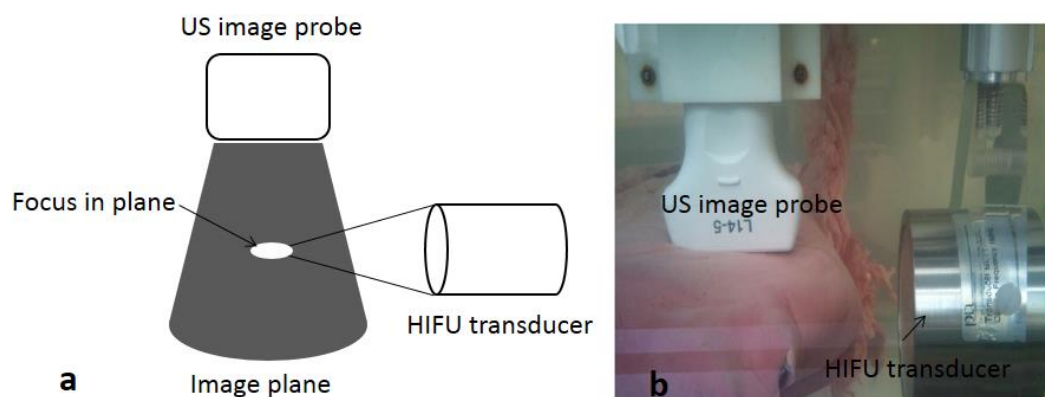 US image probe
Focus in plane
HIFU transducer
a
Image plane
US image probe
L14-5
HIFU transducer
b